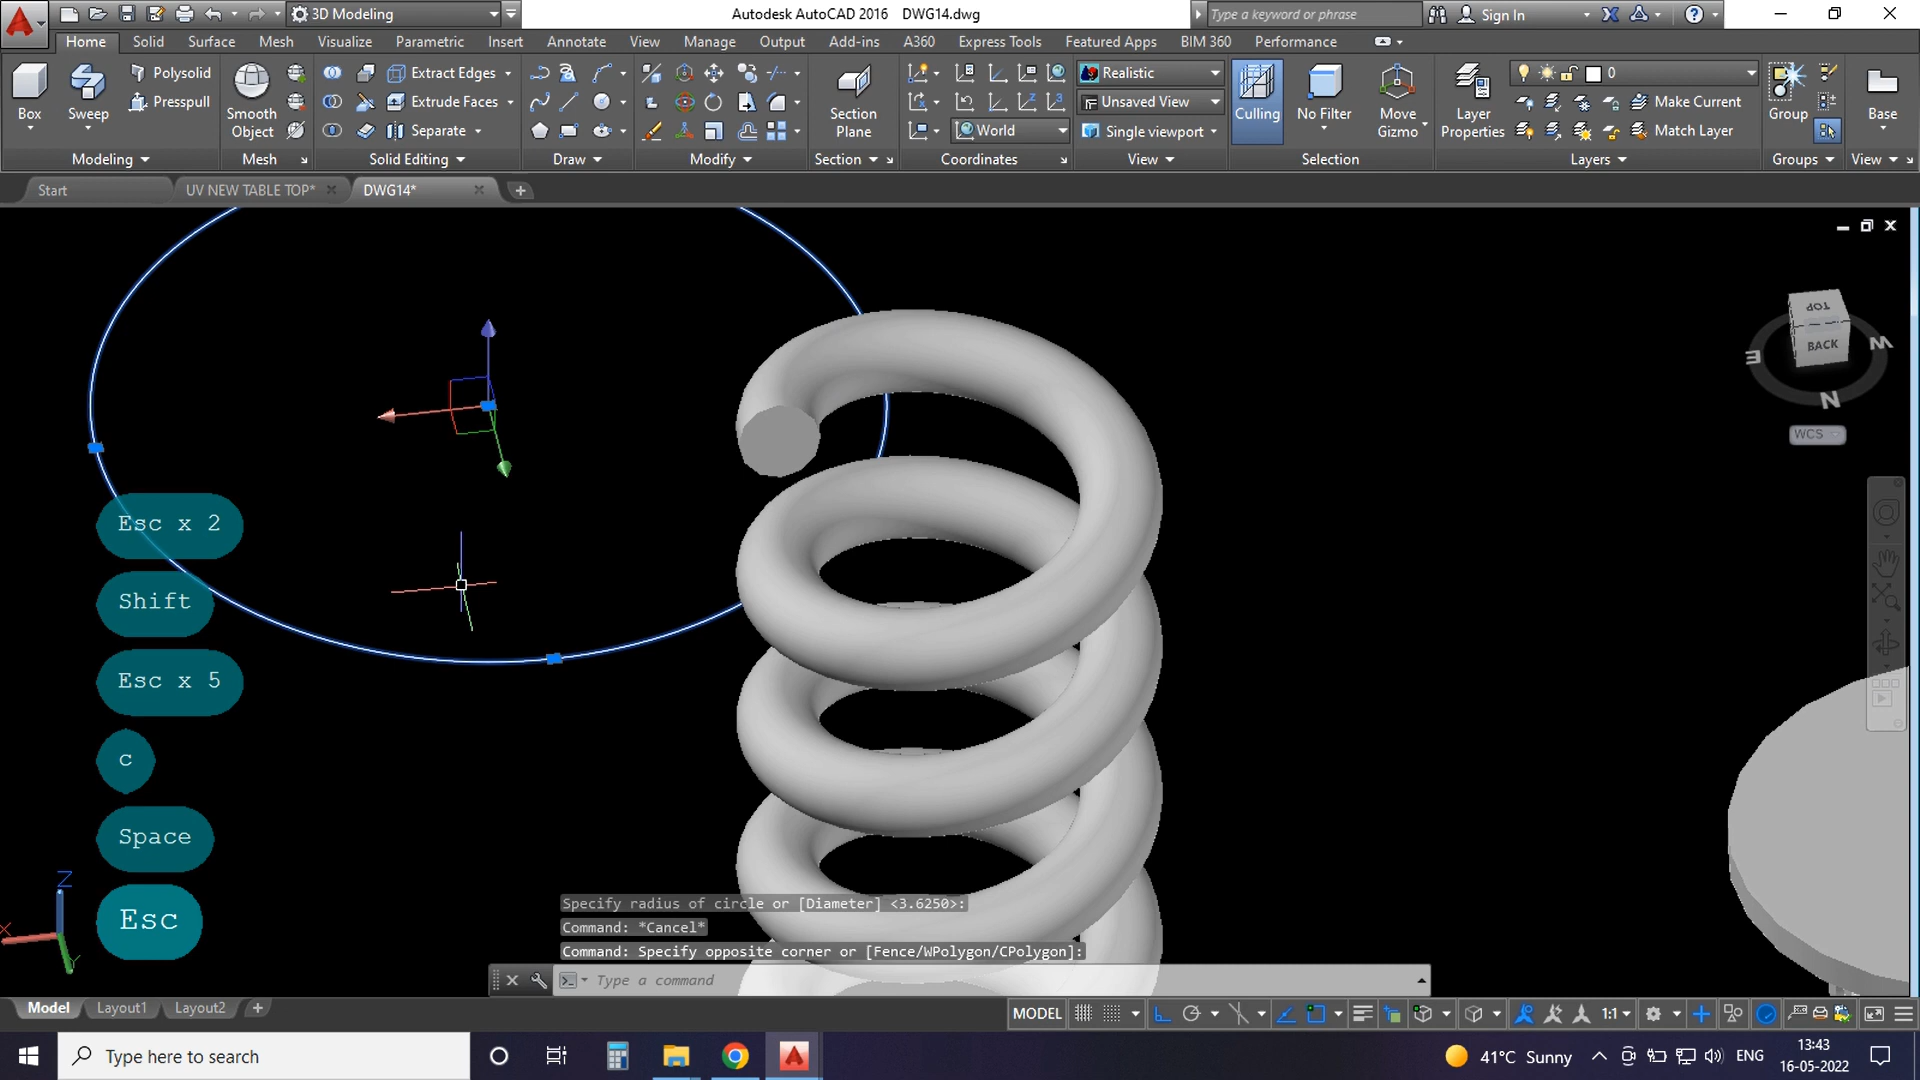 3D Modeling
Autodesk AutoCAD 2016 DWG14.dwg
Type a keyword or phrase
Sign In
Home Solid Surface Mesh Visualize Parametric Insert Annotate View Manage Output Add-ins A360 Express Tools Featured Apps BIM 360 Performance
Box
Sweep
Polysolid
Presspull
Smooth
Object
Extract Edges
Extrude Faces
Separate
Section
Plane
World
Realistic
Unsaved View
Single viewport
Culling
No Filter
Move
Gizmo
Layer
Properties
0
Make Current
Match Layer
Group
Base
Modeling Mesh Solid Editing Draw Modify Section Coordinates View Selection Layers Groups View
Start UV NEW TABLE TOP* DWG14*
TOP
BACK
E
W
N
WCS
Esc x 2
Shift
Esc x 5
c
Space
Esc
Z
X
Y
Specify radius of circle or [Diameter] <3.6250>:
Command: *Cancel*
Command: Specify opposite corner or [Fence/WPolygon/CPolygon]:
Type a command
Model Layout1 Layout2
MODEL
1:1
Type here to search
41°C Sunny
ENG
13:43
16-05-2022